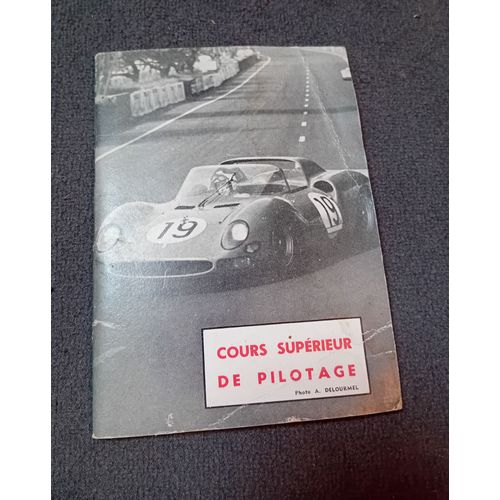 19
19
COURS SUPÉRIEUR
DE PILOTAGE
Photo A. DELOURMEL